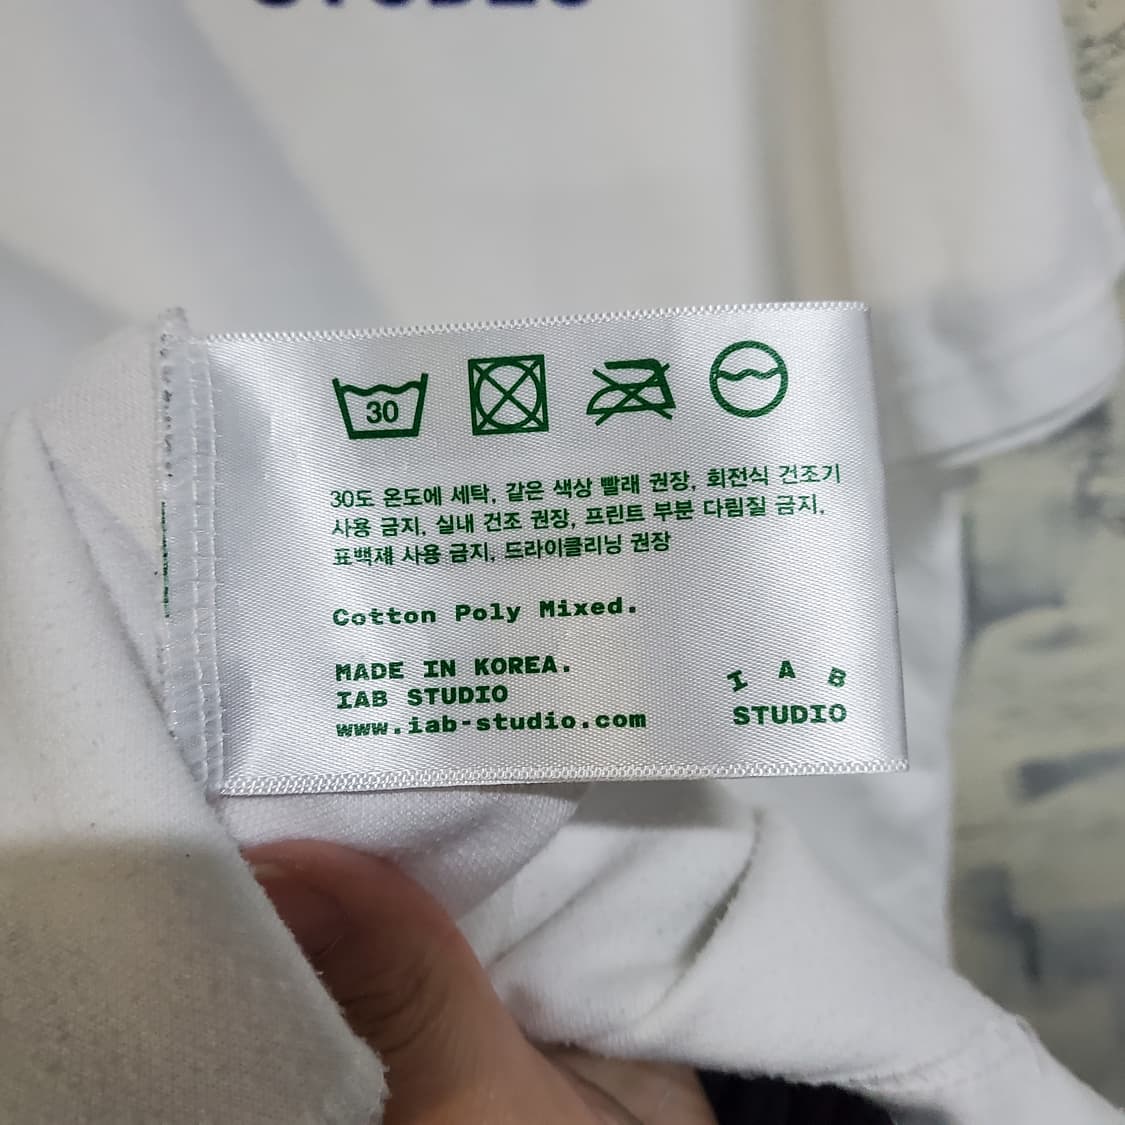 30
30도 온도에 세탁, 같은 색상 빨래 권장, 회전식 건조기
사용 금지, 실내 건조 권장, 프린트 부분 다림질 금지,
표백제 사용 금지, 드라이클리닝 권장
Cotton Poly Mixed.
MADE IN KOREA.
IAB STUDIO
www.iab-studio.com
I A B
STUDIO